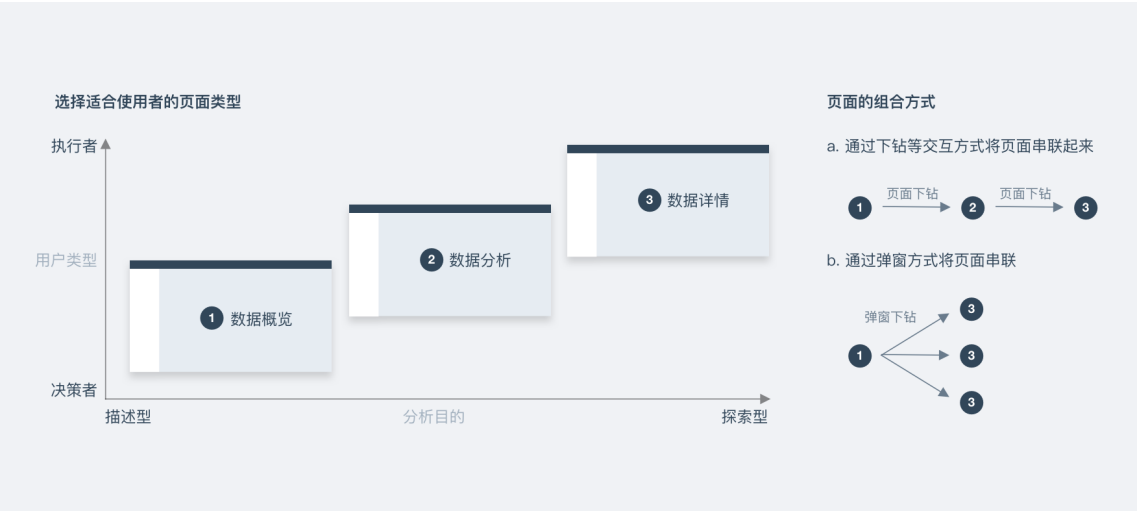 选择适合使用者的页面类型
执行者
用户类型
决策者
描述型
分析目的
探索型
1 数据概览
2 数据分析
3 数据详情
页面的组合方式
a. 通过下钻等交互方式将页面串联起来
1 页面下钻 2 页面下钻 3
b. 通过弹窗方式将页面串联
弹窗下钻
1
3
3
3